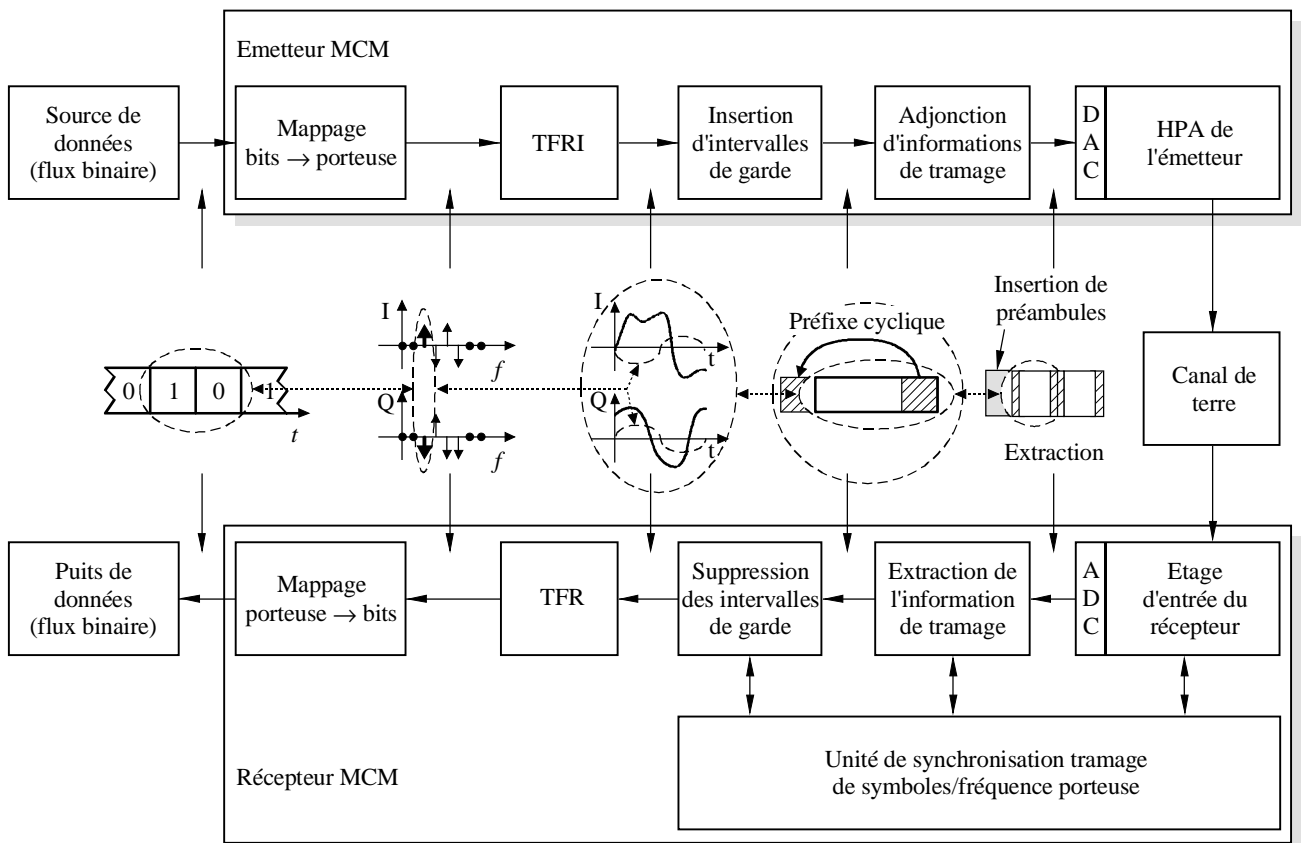 Emetteur MCM
Source de
données
(flux binaire)
Mappage
bits → porteuse
TFRI
Insertion
d'intervalles
de garde
Adjonction
d'informations
de tramage
D
A
C
HPA de
l'émetteur
I
f
Q
f
0
1
0
1
t
I
t
Q
t
Préfixe cyclique
Insertion de
préambules
Extraction
Canal de
terre
Puits de
données
(flux binaire)
Mappage
porteuse → bits
TFR
Suppression
des intervalles
de garde
Extraction de
l'information
de tramage
A
D
C
Etage
d'entrée du
récepteur
Récepteur MCM
Unité de synchronisation tramage
de symboles/fréquence porteuse